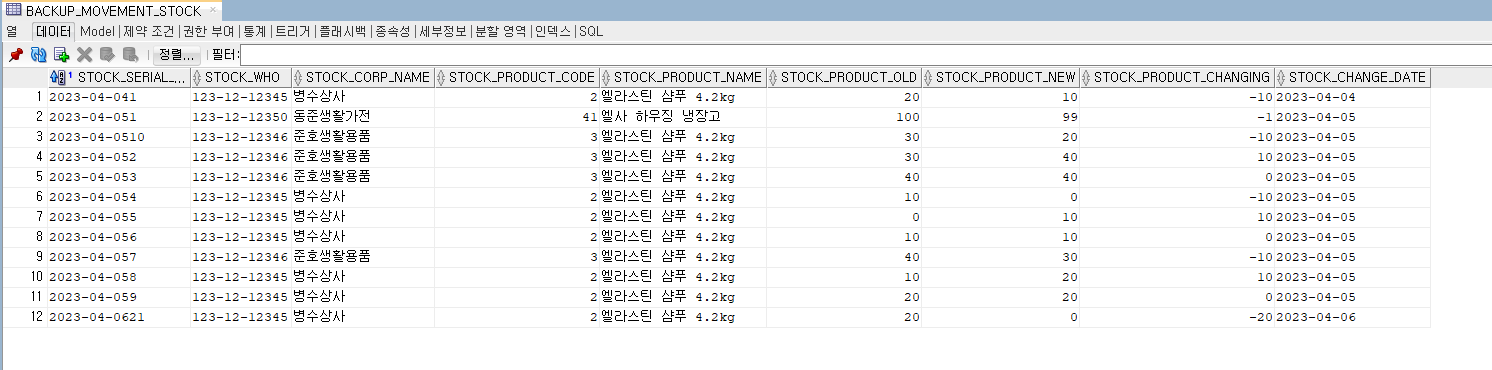 BACKUP_MOVEMENT_STOCK
열 데이터 Model 제약 조건 권한 부여 통계 트리거 플래시백 종속성 세부정보 분할 영역 인덱스 SQL
정렬... 필터:
1 STOCK_SERIAL_... STOCK_WHO STOCK_CORP_NAME STOCK_PRODUCT_CODE STOCK_PRODUCT_NAME STOCK_PRODUCT_OLD STOCK_PRODUCT_NEW STOCK_PRODUCT_CHANGING STOCK_CHANGE_DATE
1 2023-04-041 123-12-12345 병수상사 2 엘라스틴 샴푸 4.2kg 20 10 -10 2023-04-04
2 2023-04-051 123-12-12350 동준생활가전 41 엘사 하우징 냉장고 100 99 -1 2023-04-05
3 2023-04-0510 123-12-12346 준호생활용품 3 엘라스틴 샴푸 4.2kg 30 20 -10 2023-04-05
4 2023-04-052 123-12-12346 준호생활용품 3 엘라스틴 샴푸 4.2kg 30 40 10 2023-04-05
5 2023-04-053 123-12-12346 준호생활용품 3 엘라스틴 샴푸 4.2kg 40 40 0 2023-04-05
6 2023-04-054 123-12-12345 병수상사 2 엘라스틴 샴푸 4.2kg 10 0 -10 2023-04-05
7 2023-04-055 123-12-12345 병수상사 2 엘라스틴 샴푸 4.2kg 0 10 10 2023-04-05
8 2023-04-056 123-12-12345 병수상사 2 엘라스틴 샴푸 4.2kg 10 10 0 2023-04-05
9 2023-04-057 123-12-12346 준호생활용품 3 엘라스틴 샴푸 4.2kg 40 30 -10 2023-04-05
10 2023-04-058 123-12-12345 병수상사 2 엘라스틴 샴푸 4.2kg 10 20 10 2023-04-05
11 2023-04-059 123-12-12345 병수상사 2 엘라스틴 샴푸 4.2kg 20 20 0 2023-04-05
12 2023-04-0621 123-12-12345 병수상사 2 엘라스틴 샴푸 4.2kg 20 0 -20 2023-04-06